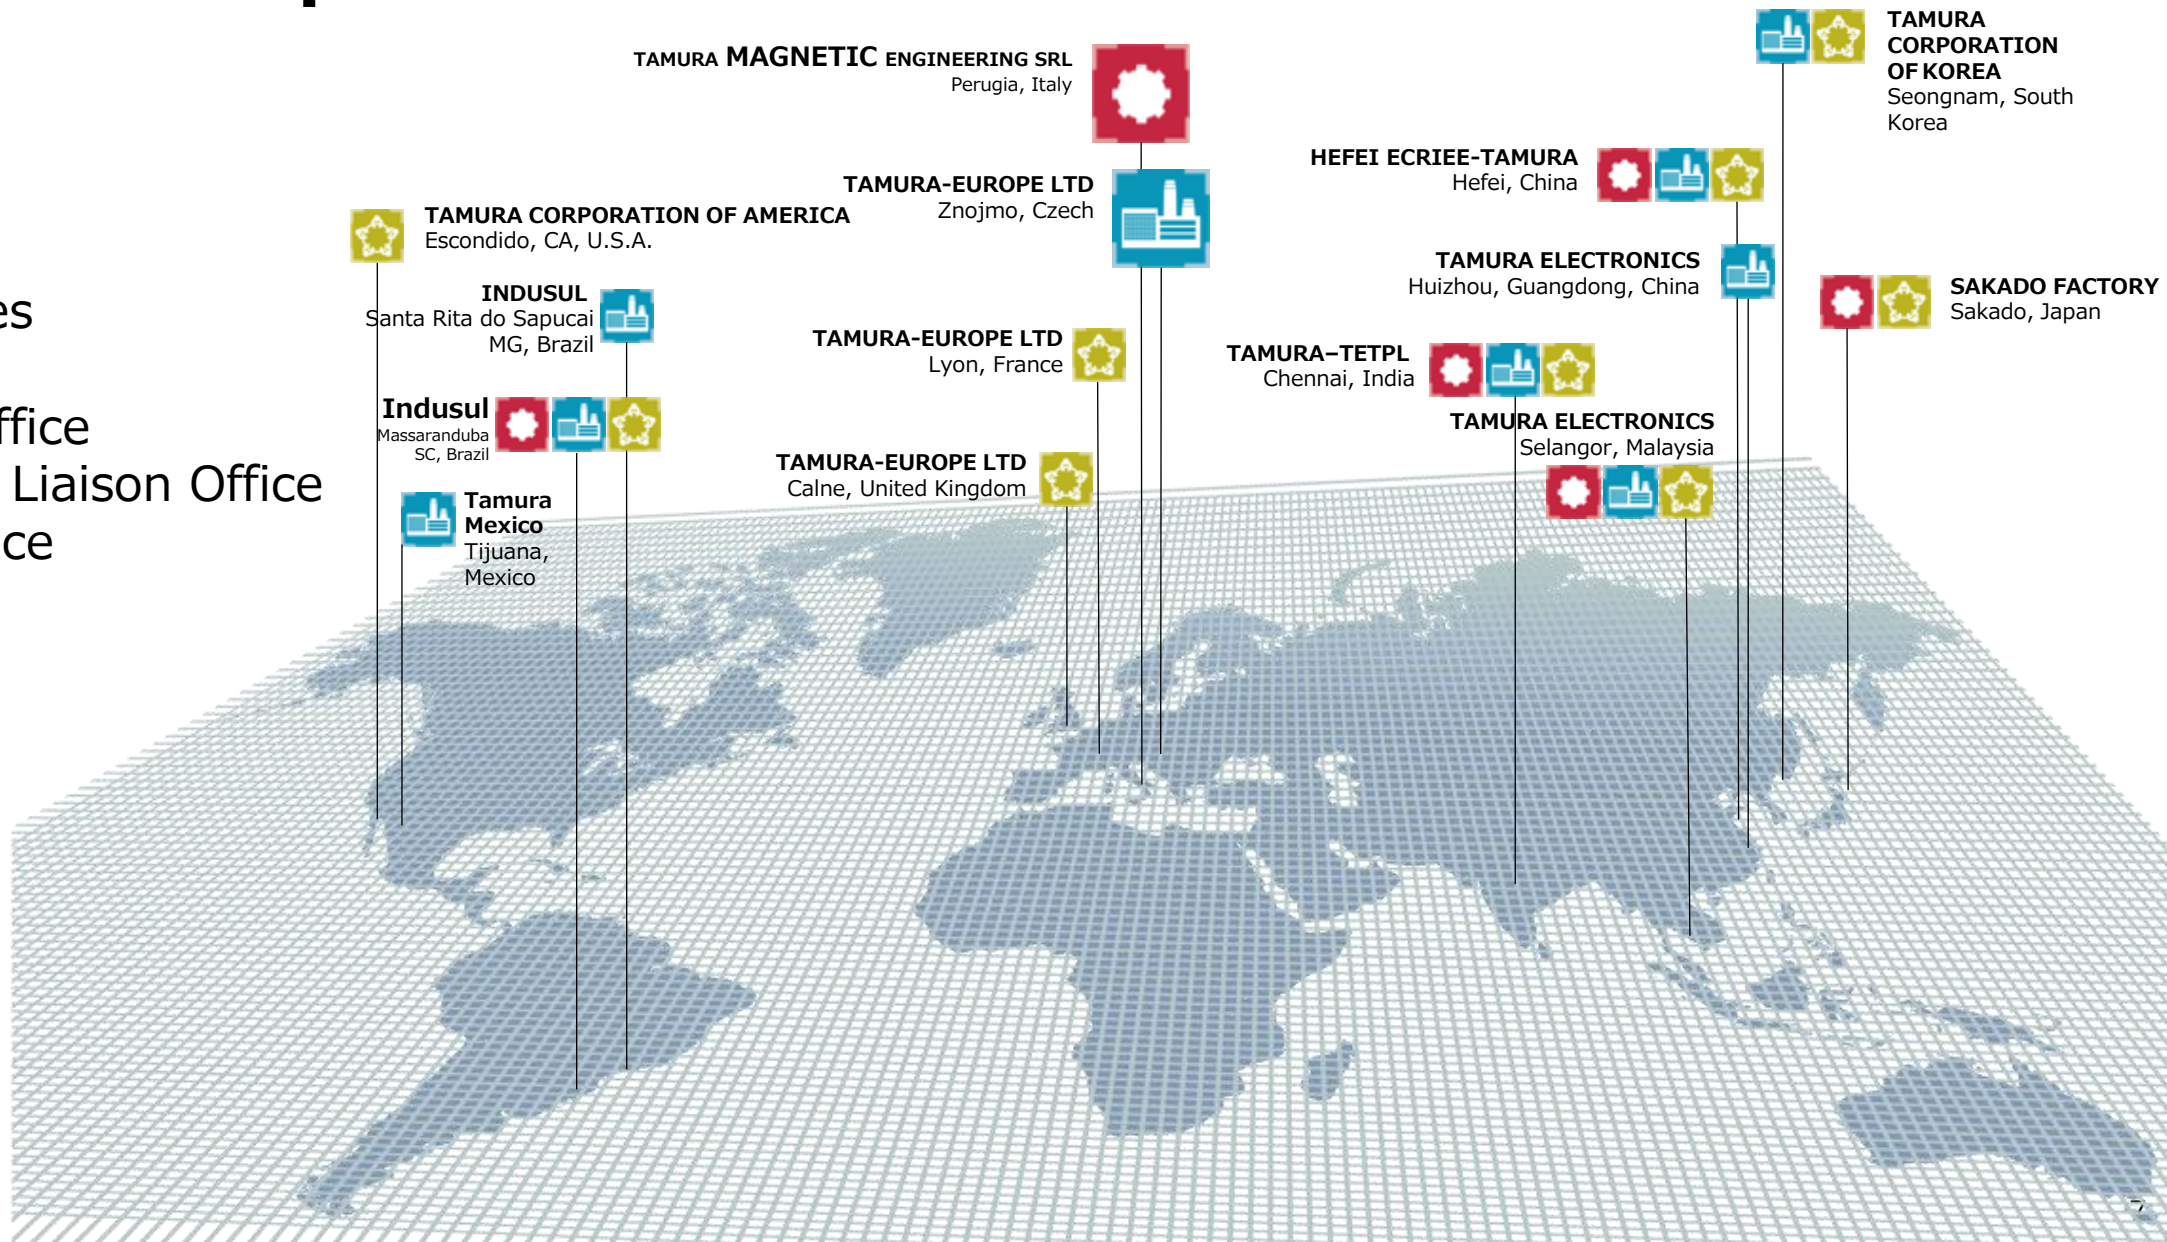 TAMURA MAGNETIC ENGINEERING SRL
Perugia, Italy
TAMURA
CORPORATION
OF KOREA
Seongnam, South
Korea
HEFEI ECRIEE-TAMURA
Hefei, China
TAMURA-EUROPE LTD
Znojmo, Czech
TAMURA CORPORATION OF AMERICA
Escondido, CA, U.S.A.
TAMURA ELECTRONICS
Huizhou, Guangdong, China
SAKADO FACTORY
Sakado, Japan
INDUSUL
Santa Rita do Sapucai
MG, Brazil
TAMURA-EUROPE LTD
Lyon, France
TAMURA–TETPL
Chennai, India
Indusul
Massaranduba
SC, Brazil
TAMURA ELECTRONICS
Selangor, Malaysia
TAMURA-EUROPE LTD
Calne, United Kingdom
Tamura
Mexico
Tijuana,
Mexico
es
ffice
Liaison Office
ce
7